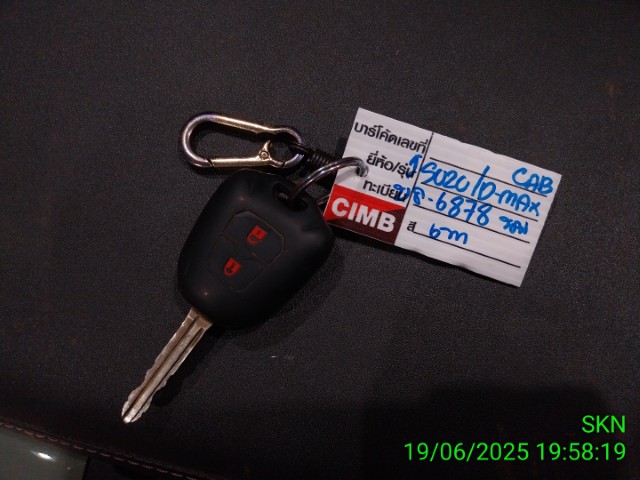 บาร์โค้ดเลขที่
CAB
ยี่ห้อ/รุ่น ISUZU/D-MAX
ทะเบียน -6878
CIMB
สี เทา
SKN
19/06/2025 19:58:19